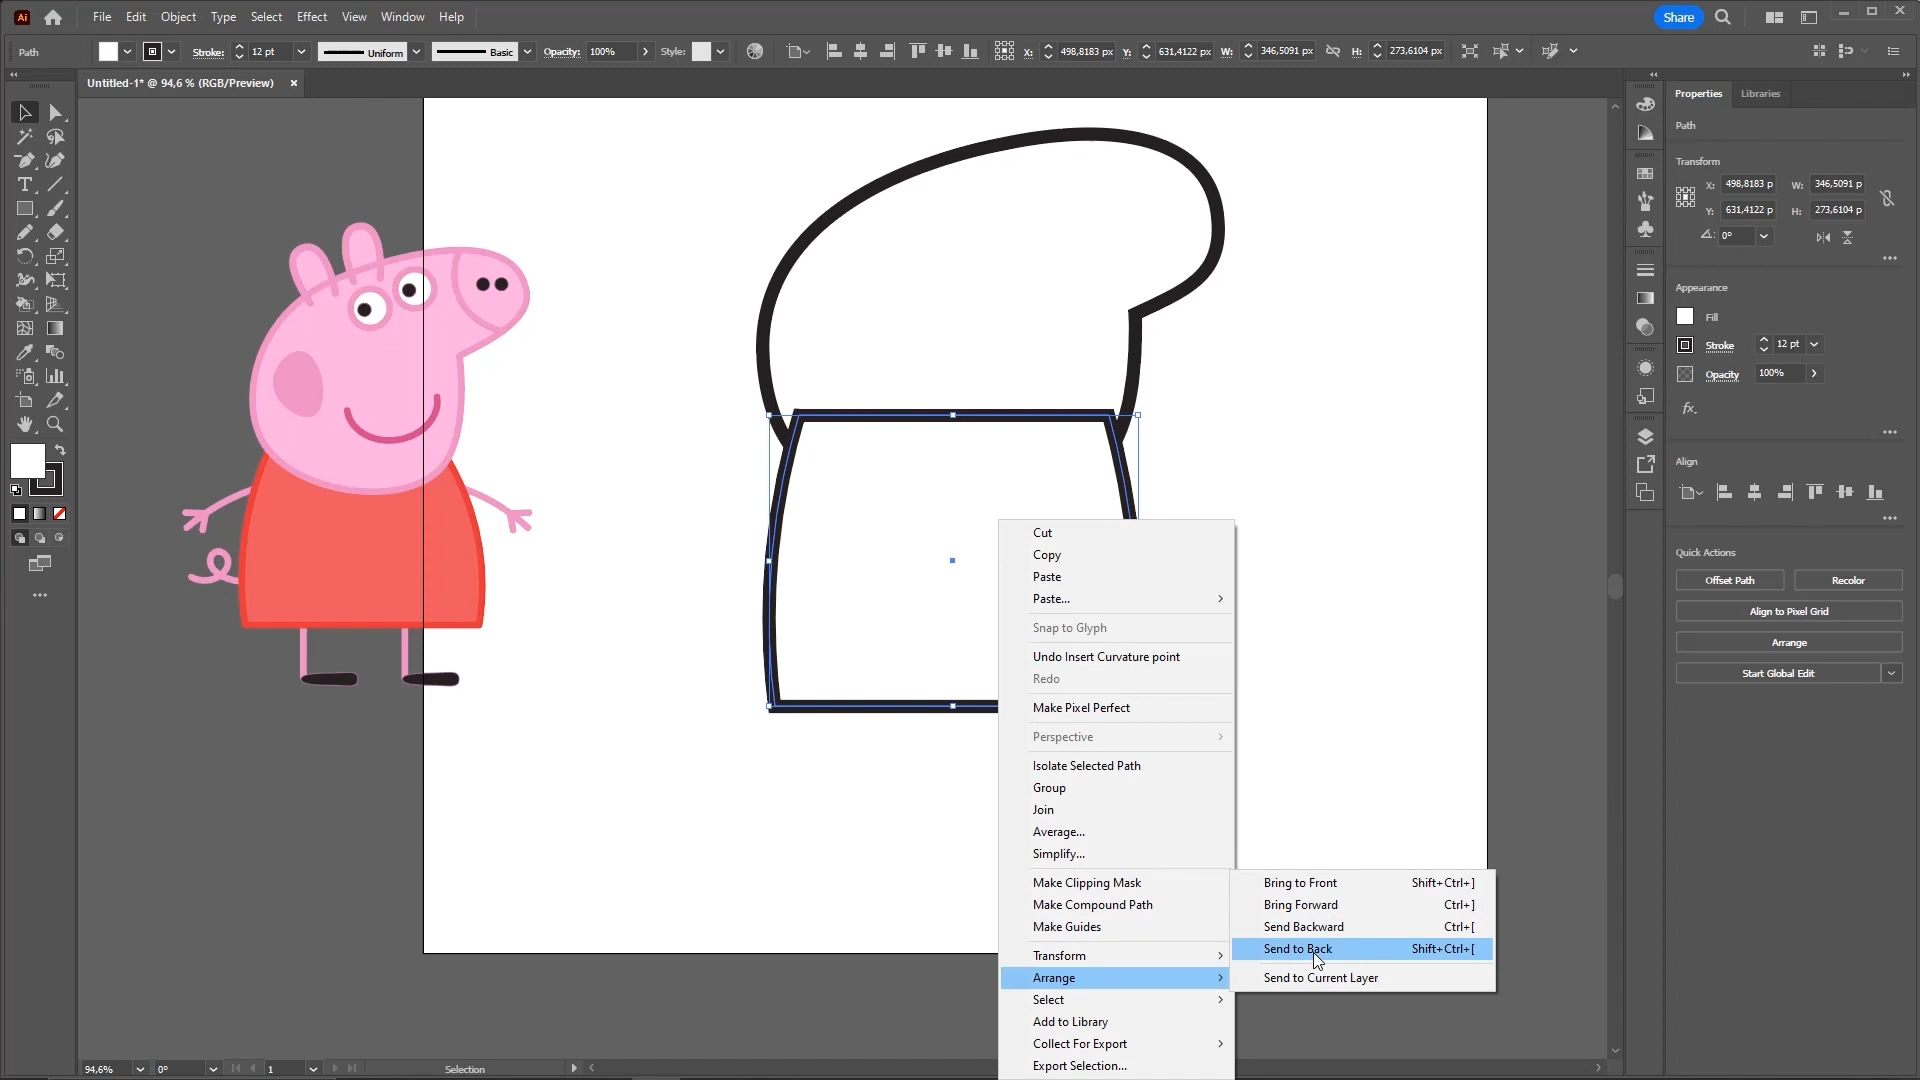 Ai File Edit Object Type Select Effect View Window Help Share
Path Stroke: 12 pt Uniform Basic Opacity: 100% Style: X: 498,8183 px Y: 631,4122 px W: 346,5091 px H: 273,6104 px
Untitled-1* @ 94,6 % (RGB/Preview) ×
Properties Libraries
Path
Transform
X: 498,8183 p W: 346,5091 p
Y: 631,4122 p H: 273,6104 p
0°
Appearance
Fill
Stroke 12 pt
Opacity 100%
fx.
Align
Quick Actions
Offset Path Recolor
Align to Pixel Grid
Arrange
Start Global Edit
Cut
Copy
Paste
Paste...
Snap to Glyph
Undo Insert Curvature point
Redo
Make Pixel Perfect
Perspective
Isolate Selected Path
Group
Join
Average...
Simplify...
Make Clipping Mask
Make Compound Path
Make Guides
Transform
Arrange
Select
Add to Library
Collect For Export
Export Selection...
Bring to Front Shift+Ctrl+]
Bring Forward Ctrl+]
Send Backward Ctrl+[
Send to Back Shift+Ctrl+[
Send to Current Layer
94,6% 0° 1 Selection